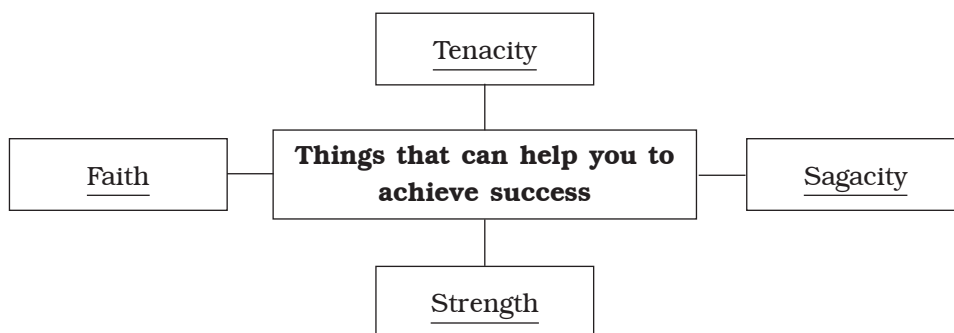 Tenacity
Faith
Things that can help you to
achieve success
Sagacity
Strength